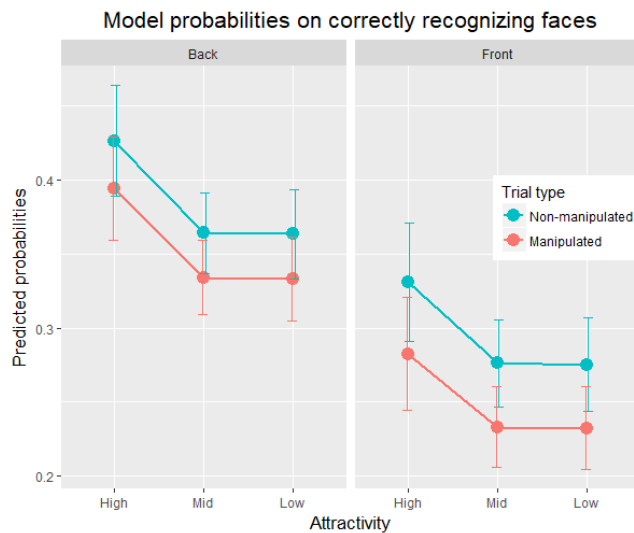 Model probabilities on correctly recognizing faces
Back
Front
Predicted probabilities
0.4
0.3
0.2
Trial type
Non-manipulated
Manipulated
High Mid Low
High Mid Low
Attractivity